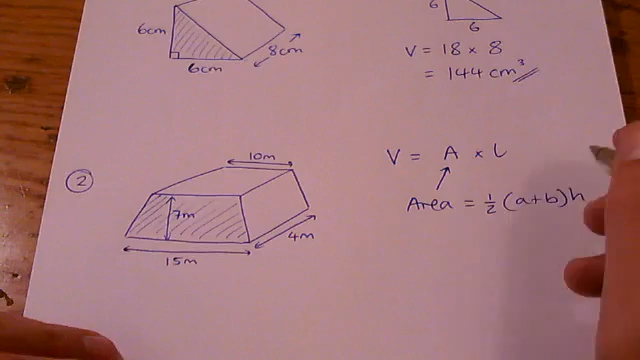 6cm
6cm
8cm
6
6
V = 18 × 8
= 144 cm³
2
10m
7m
4m
15m
V = A × L
Area = ½ (a+b)h